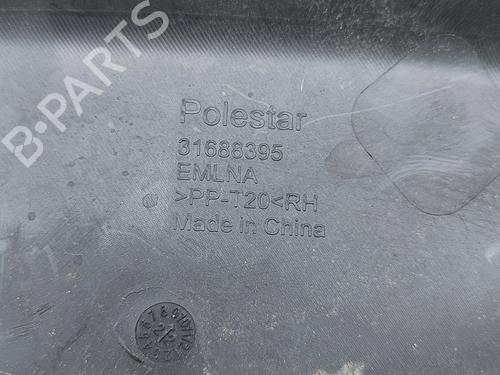 B-PARTS
Polestar
31688395
EMLNA
>PP-T20<RH
Made in China